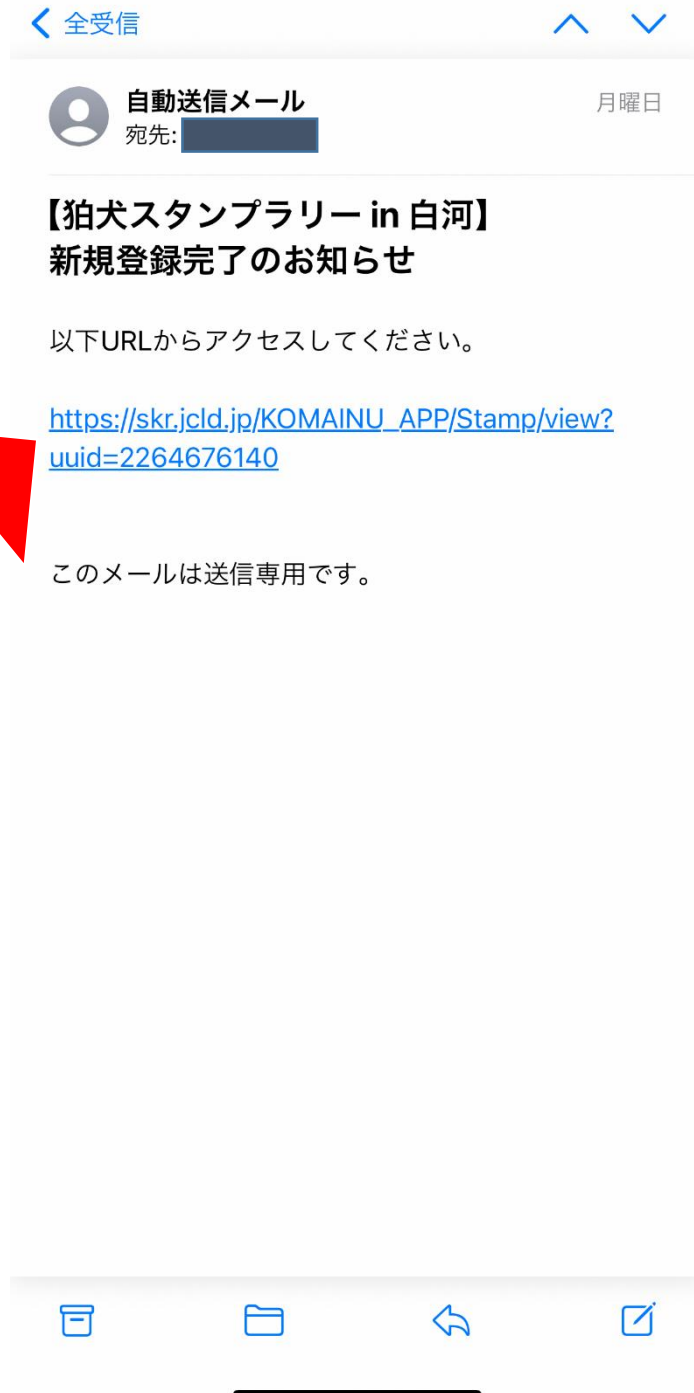 全受信
自動送信メール
月曜日
宛先:
【狛犬スタンプラリー in 白河】
新規登録完了のお知らせ
以下URLからアクセスしてください。
https://skr.jcld.jp/KOMAINU_APP/Stamp/view?
uuid=2264676140
このメールは送信専用です。